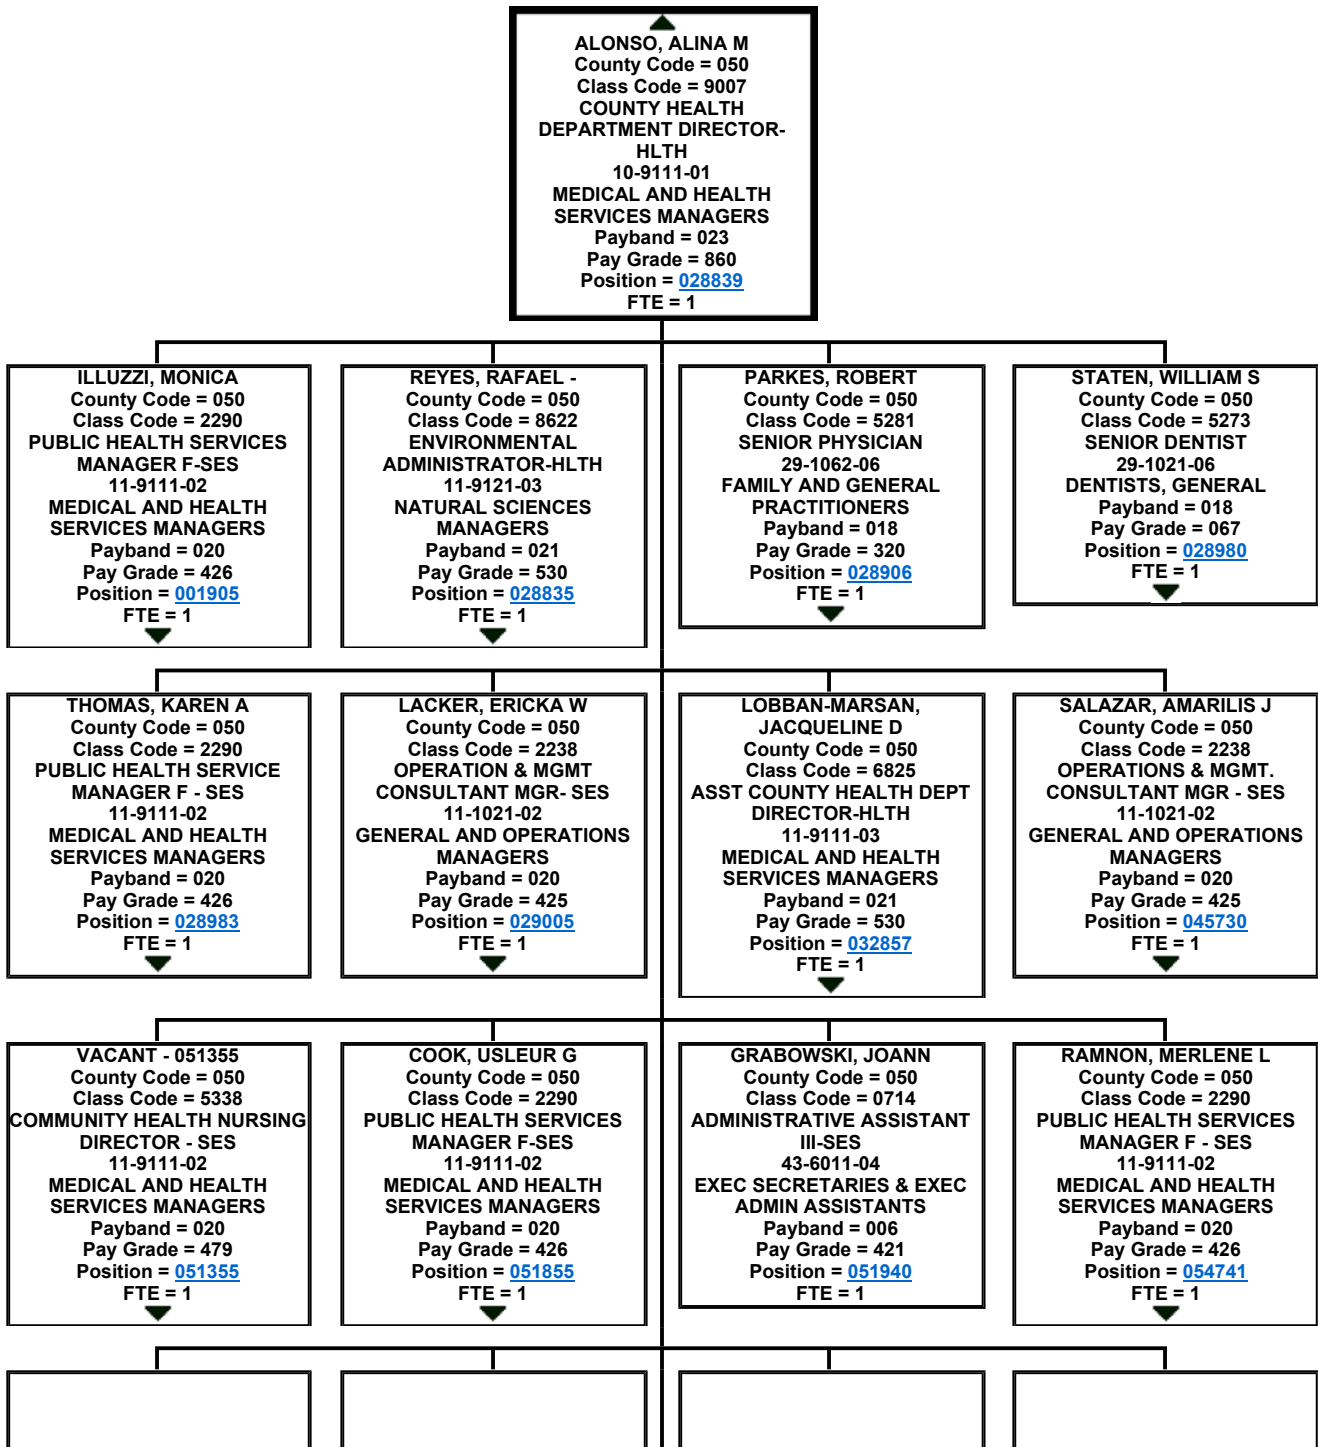 ALONSO, ALINA M
County Code = 050
Class Code = 9007
COUNTY HEALTH
DEPARTMENT DIRECTOR-
HLTH
10-9111-01
MEDICAL AND HEALTH
SERVICES MANAGERS
Payband = 023
Pay Grade = 860
Position = 028839
FTE = 1
ILLUZZI, MONICA
County Code = 050
Class Code = 2290
PUBLIC HEALTH SERVICES
MANAGER F-SES
11-9111-02
MEDICAL AND HEALTH
SERVICES MANAGERS
Payband = 020
Pay Grade = 426
Position = 001905
FTE = 1
REYES, RAFAEL -
County Code = 050
Class Code = 8622
ENVIRONMENTAL
ADMINISTRATOR-HLTH
11-9121-03
NATURAL SCIENCES
MANAGERS
Payband = 021
Pay Grade = 530
Position = 028835
FTE = 1
PARKES, ROBERT
County Code = 050
Class Code = 5281
SENIOR PHYSICIAN
29-1062-06
FAMILY AND GENERAL
PRACTITIONERS
Payband = 018
Pay Grade = 320
Position = 028906
FTE = 1
STATEN, WILLIAM S
County Code = 050
Class Code = 5273
SENIOR DENTIST
29-1021-06
DENTISTS, GENERAL
Payband = 018
Pay Grade = 067
Position = 028980
FTE = 1
THOMAS, KAREN A
County Code = 050
Class Code = 2290
PUBLIC HEALTH SERVICE
MANAGER F - SES
11-9111-02
MEDICAL AND HEALTH
SERVICES MANAGERS
Payband = 020
Pay Grade = 426
Position = 028983
FTE = 1
LACKER, ERICKA W
County Code = 050
Class Code = 2238
OPERATION & MGMT
CONSULTANT MGR- SES
11-1021-02
GENERAL AND OPERATIONS
MANAGERS
Payband = 020
Pay Grade = 425
Position = 029005
FTE = 1
LOBBAN-MARSAN,
JACQUELINE D
County Code = 050
Class Code = 6825
ASST COUNTY HEALTH DEPT
DIRECTOR-HLTH
11-9111-03
MEDICAL AND HEALTH
SERVICES MANAGERS
Payband = 021
Pay Grade = 530
Position = 032857
FTE = 1
SALAZAR, AMARILIS J
County Code = 050
Class Code = 2238
OPERATIONS & MGMT.
CONSULTANT MGR - SES
11-1021-02
GENERAL AND OPERATIONS
MANAGERS
Payband = 020
Pay Grade = 425
Position = 045730
FTE = 1
VACANT - 051355
County Code = 050
Class Code = 5338
COMMUNITY HEALTH NURSING
DIRECTOR - SES
11-9111-02
MEDICAL AND HEALTH
SERVICES MANAGERS
Payband = 020
Pay Grade = 479
Position = 051355
FTE = 1
COOK, USLEUR G
County Code = 050
Class Code = 2290
PUBLIC HEALTH SERVICES
MANAGER F-SES
11-9111-02
MEDICAL AND HEALTH
SERVICES MANAGERS
Payband = 020
Pay Grade = 426
Position = 051855
FTE = 1
GRABOWSKI, JOANN
County Code = 050
Class Code = 0714
ADMINISTRATIVE ASSISTANT
III-SES
43-6011-04
EXEC SECRETARIES & EXEC
ADMIN ASSISTANTS
Payband = 006
Pay Grade = 421
Position = 051940
FTE = 1
RAMNON, MERLENE L
County Code = 050
Class Code = 2290
PUBLIC HEALTH SERVICES
MANAGER F - SES
11-9111-02
MEDICAL AND HEALTH
SERVICES MANAGERS
Payband = 020
Pay Grade = 426
Position = 054741
FTE = 1